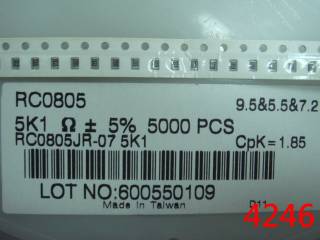 RC0805 9.5&5.5&7.2
5K1 Ω ± 5% 5000 PCS
RC0805JR-07 5K1 CpK=1.85
LOT NO:600550109
Made In Taiwan D11
4246